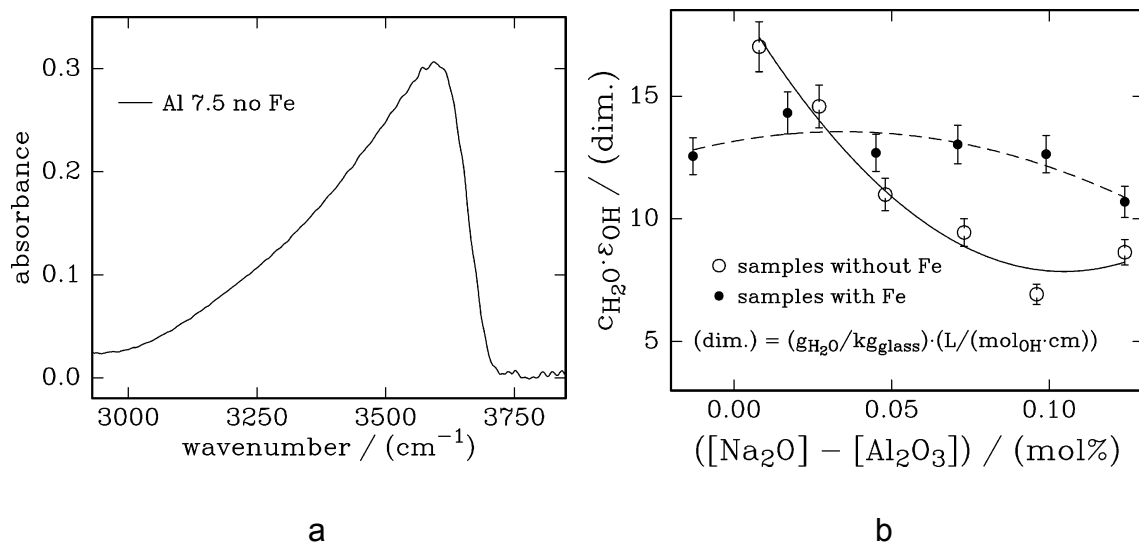 absorbance
0.3
0.2
0.1
0.0
Al 7.5 no Fe
3000 3250 3500 3750
wavenumber / (cm⁻¹)
a
c_H₂O·ε_OH / (dim.)
15
10
5
samples without Fe
samples with Fe
(dim.) = (g_H₂O/kg_glass)·(L/(mol_OH·cm))
0.00 0.05 0.10
([Na₂O] − [Al₂O₃]) / (mol%)
b